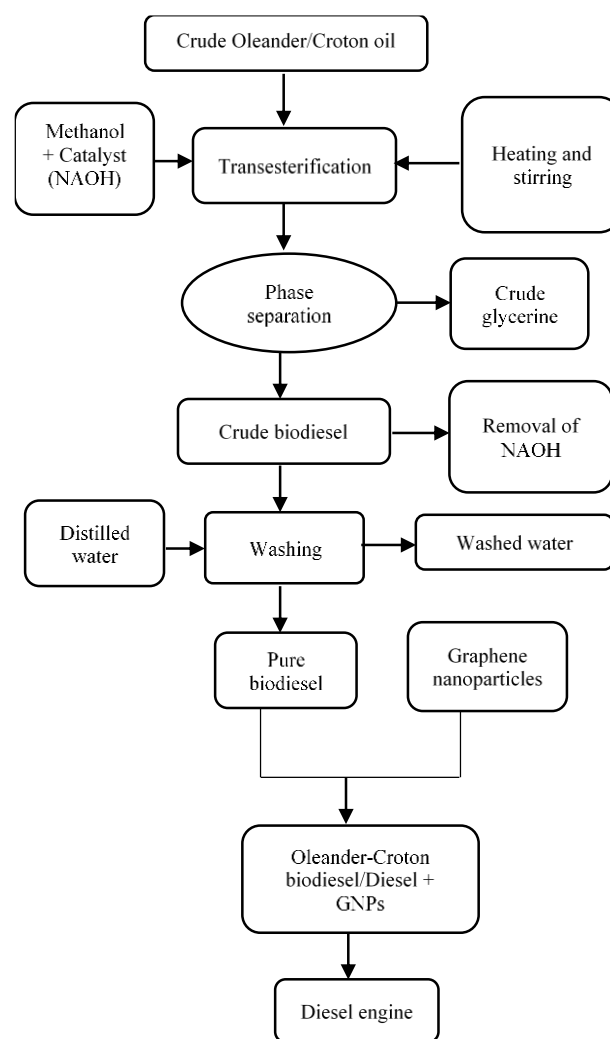 Crude Oleander/Croton oil
Methanol
+ Catalyst
(NAOH)
Transesterification
Heating and
stirring
Phase
separation
Crude
glycerine
Crude biodiesel
Removal of
NAOH
Distilled
water
Washing
Washed water
Pure
biodiesel
Graphene
nanoparticles
Oleander-Croton
biodiesel/Diesel +
GNPs
Diesel engine